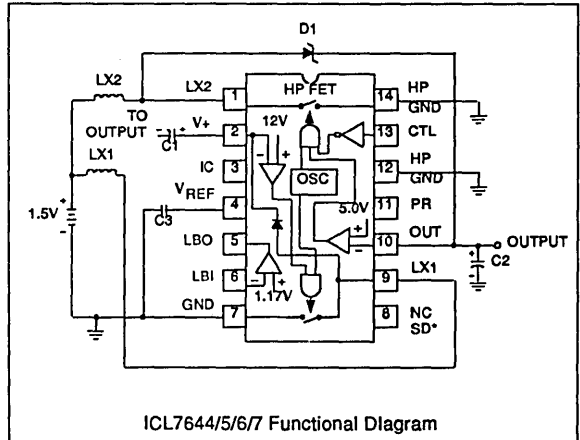 D1
LX2
LX2
1
HP FET
14
HP
GND
TO
OUTPUT
V+
2
12V
13
CTL
C1
LX1
IC
3
12
HP
GND
OSC
VREF
4
5.0V
11
PR
1.5V
C3
LBO
5
10
OUT
OUTPUT
C2
LBI
6
1.17V
9
LX1
GND
7
8
NC
SD*
ICL7644/5/6/7 Functional Diagram